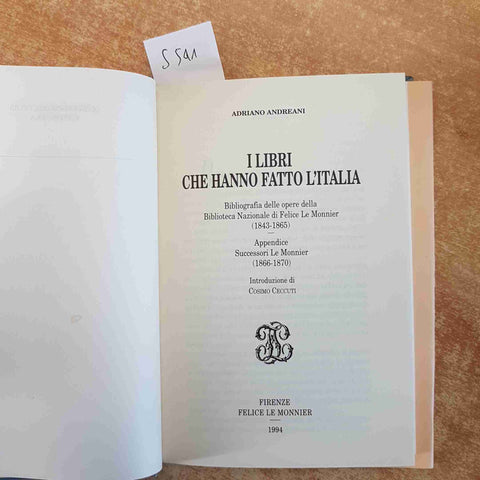 S 541
ADRIANO ANDREANI
I LIBRI
CHE HANNO FATTO L'ITALIA
Bibliografia delle opere della
Biblioteca Nazionale di Felice Le Monnier
(1843-1865)
Appendice
Successori Le Monnier
(1866-1870)
Introduzione di
COSIMO CECCUTI
FIRENZE
FELICE LE MONNIER
1994